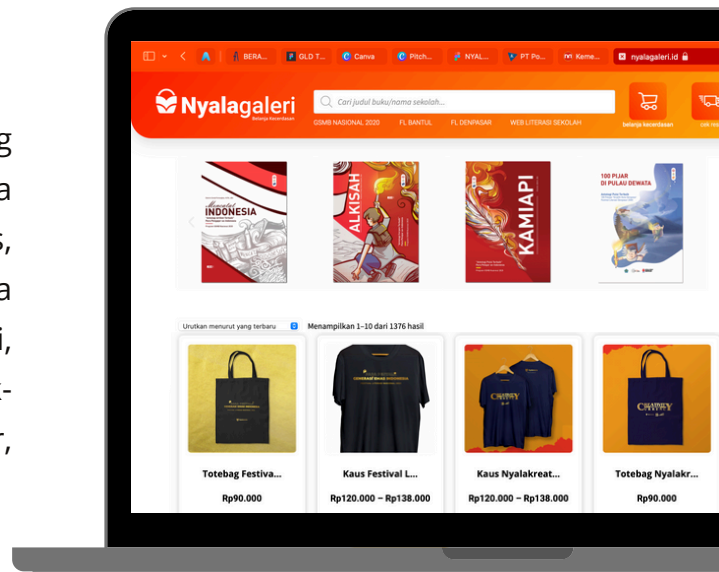 g
a
s,
a
i,
-
r,
BERA...
GLD T...
Canva
Pitch...
NYAL...
PT Po...
Keme...
nyalagaleri.id
Nyalagaleri
Belanja Kecerdasan
Cari judul buku/nama sekolah...
GSMB NASIONAL 2020 FL BANTUL FL DENPASAR WEB LITERASI SEKOLAH
belanja kecerdasan
INDONESIA
ALKISAH
KAMIAPI
100 PIJAR
DI PULAU DEWATA
Urutkan menurut yang terbaru
Menampilkan 1–10 dari 1376 hasil
Totebag Festiva...
Rp90.000
Kaus Festival L...
Rp120.000 – Rp138.000
Kaus Nyalakreat...
Rp120.000 – Rp138.000
Totebag Nyalakr...
Rp90.000